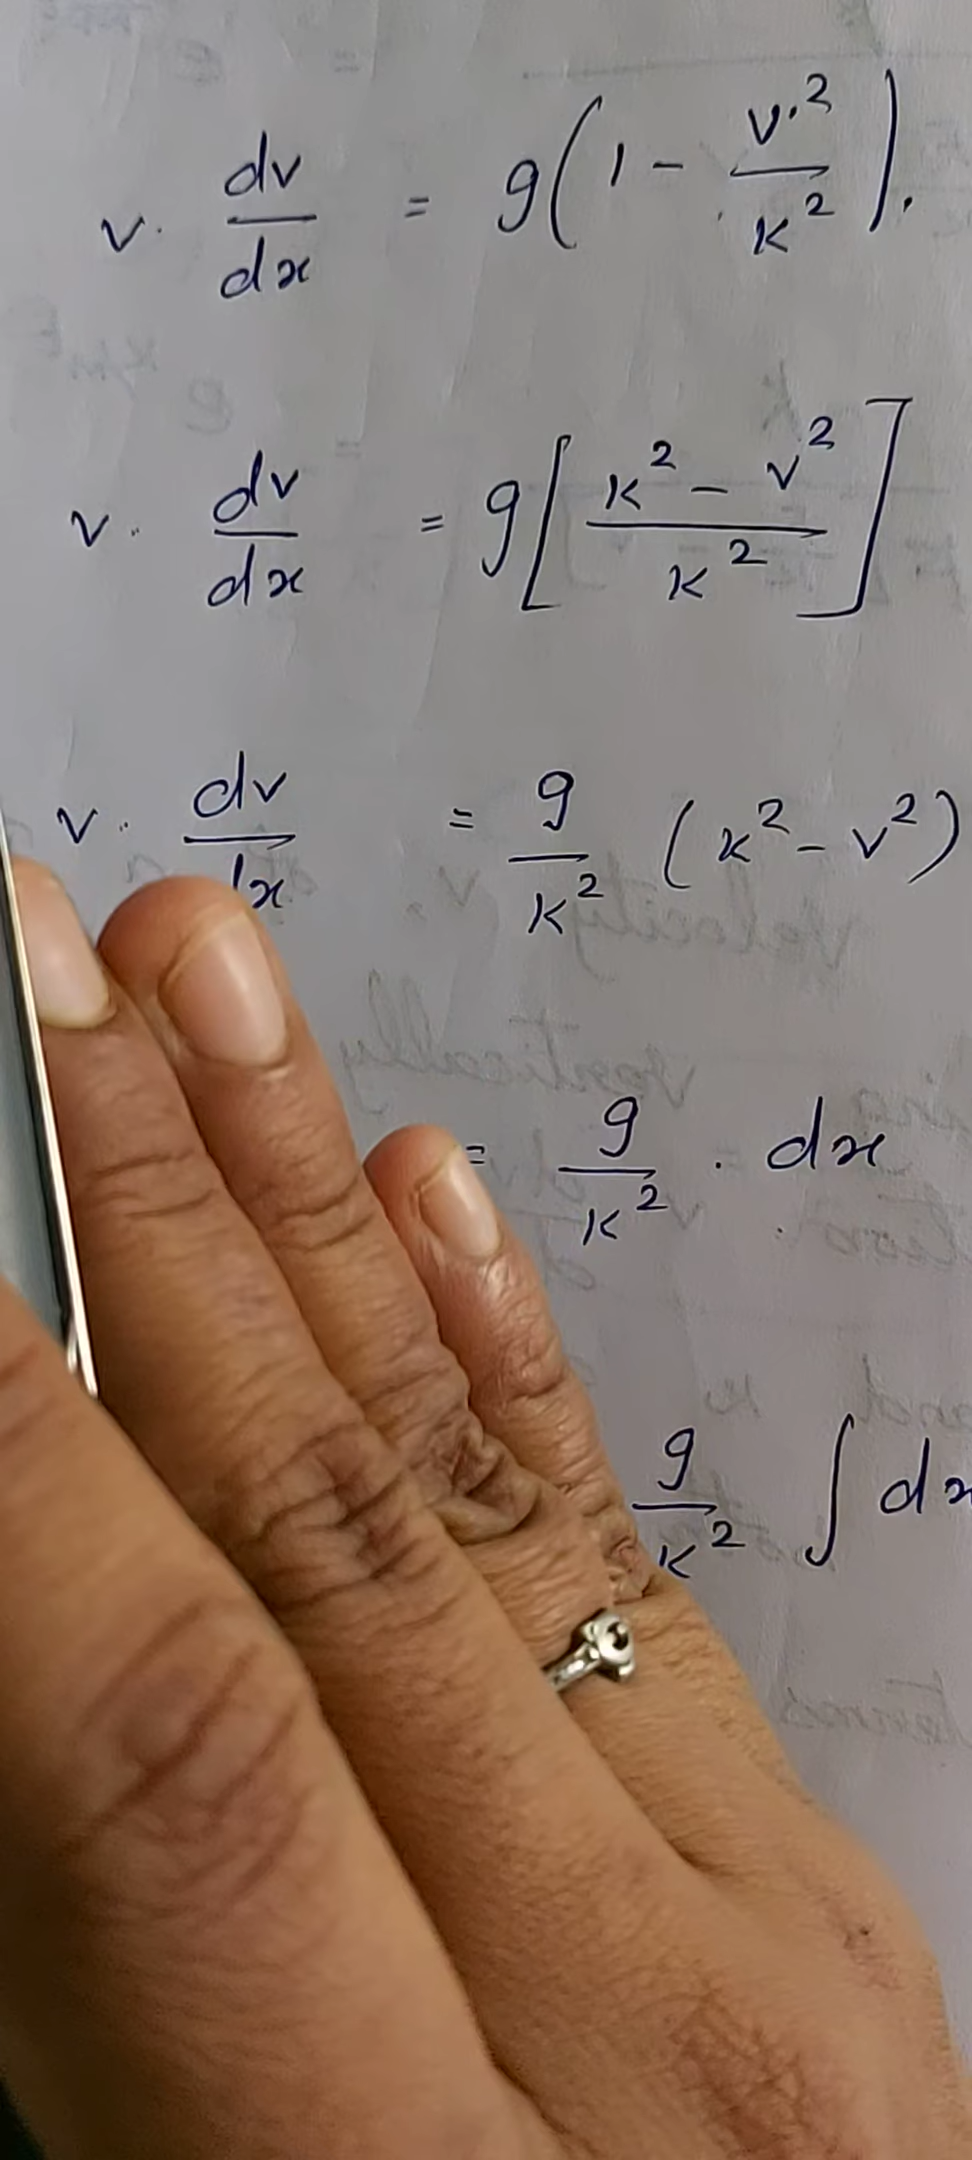 v. dv/dx = g(1 - v²/k²).
v. dv/dx = g[k² - v² / k²]
v. dv/dx = g/k² (k² - v²)
= g/k² . dx
g/k² ∫ dx